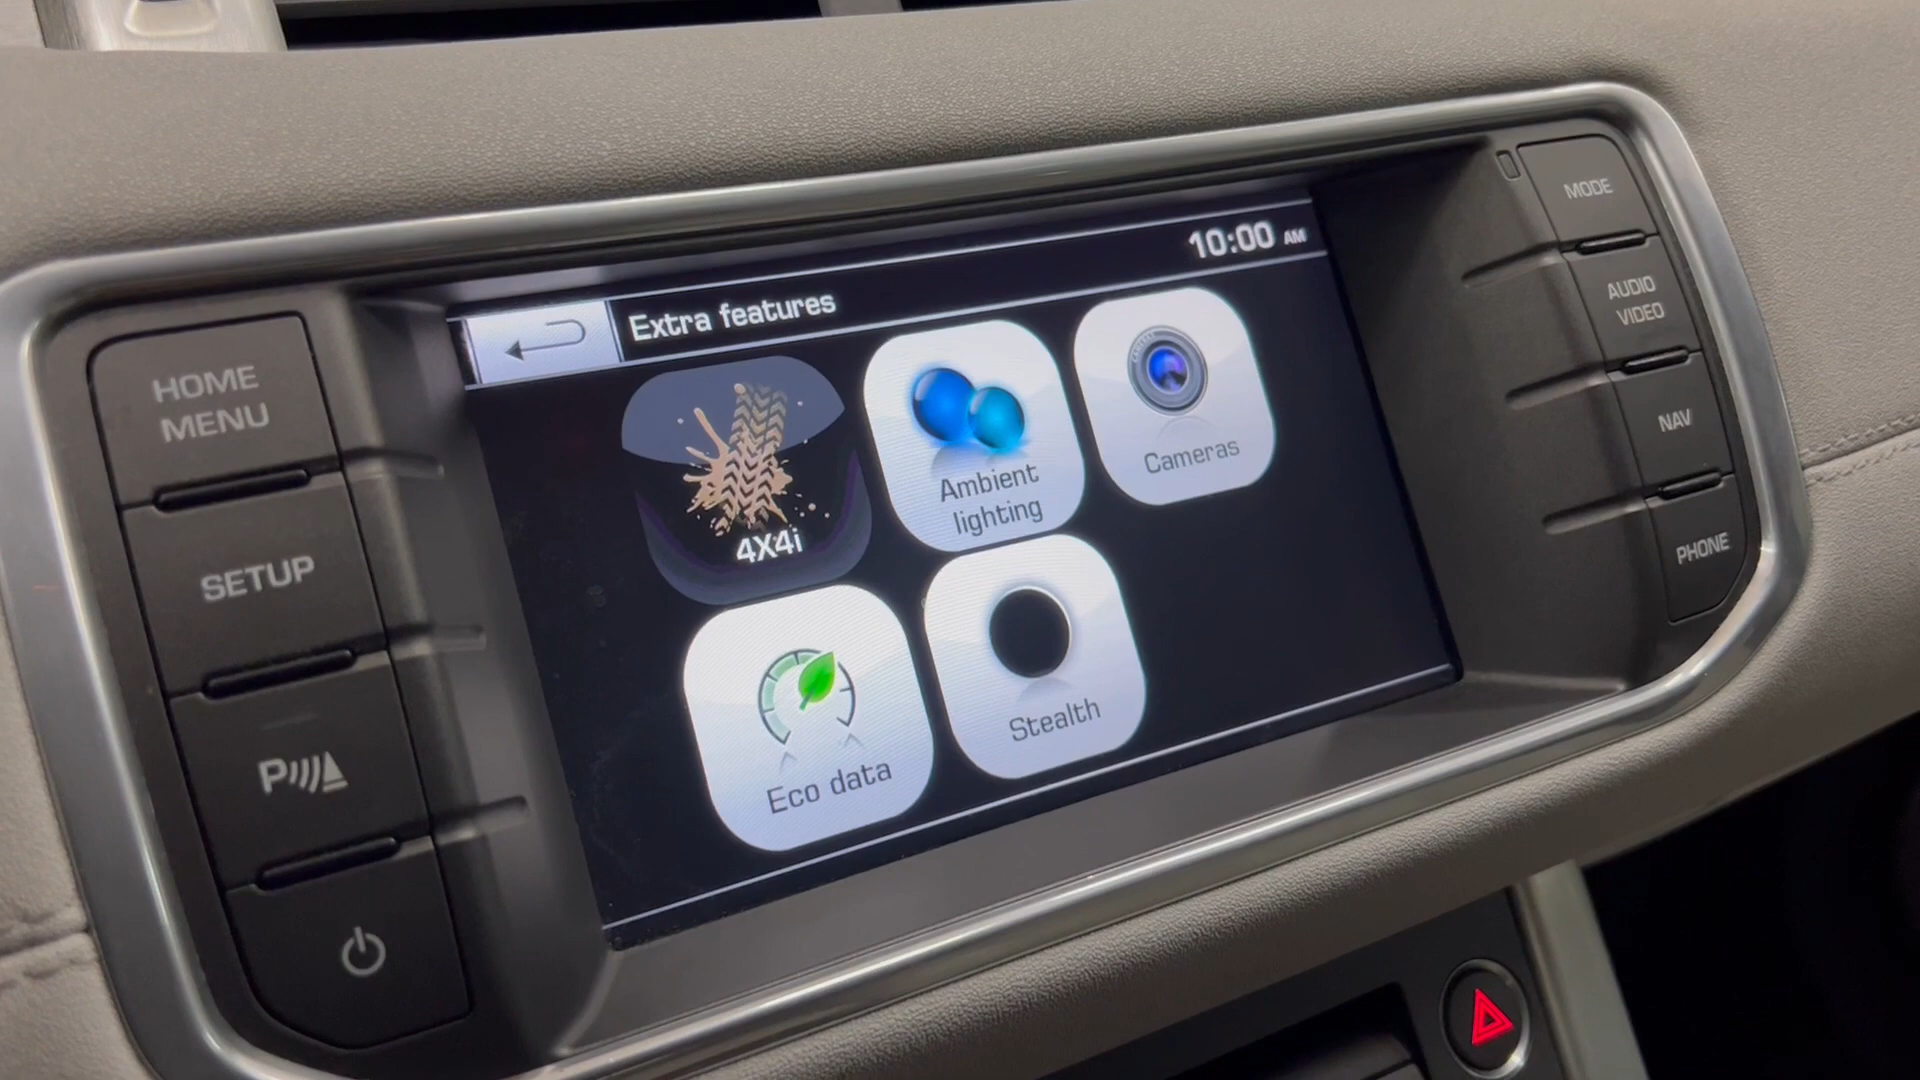 HOME
MENU
SETUP
P
Extra features
10:00 AM
4X4i
Ambient
lighting
Cameras
Eco data
Stealth
MODE
AUDIO
VIDEO
NAV
PHONE